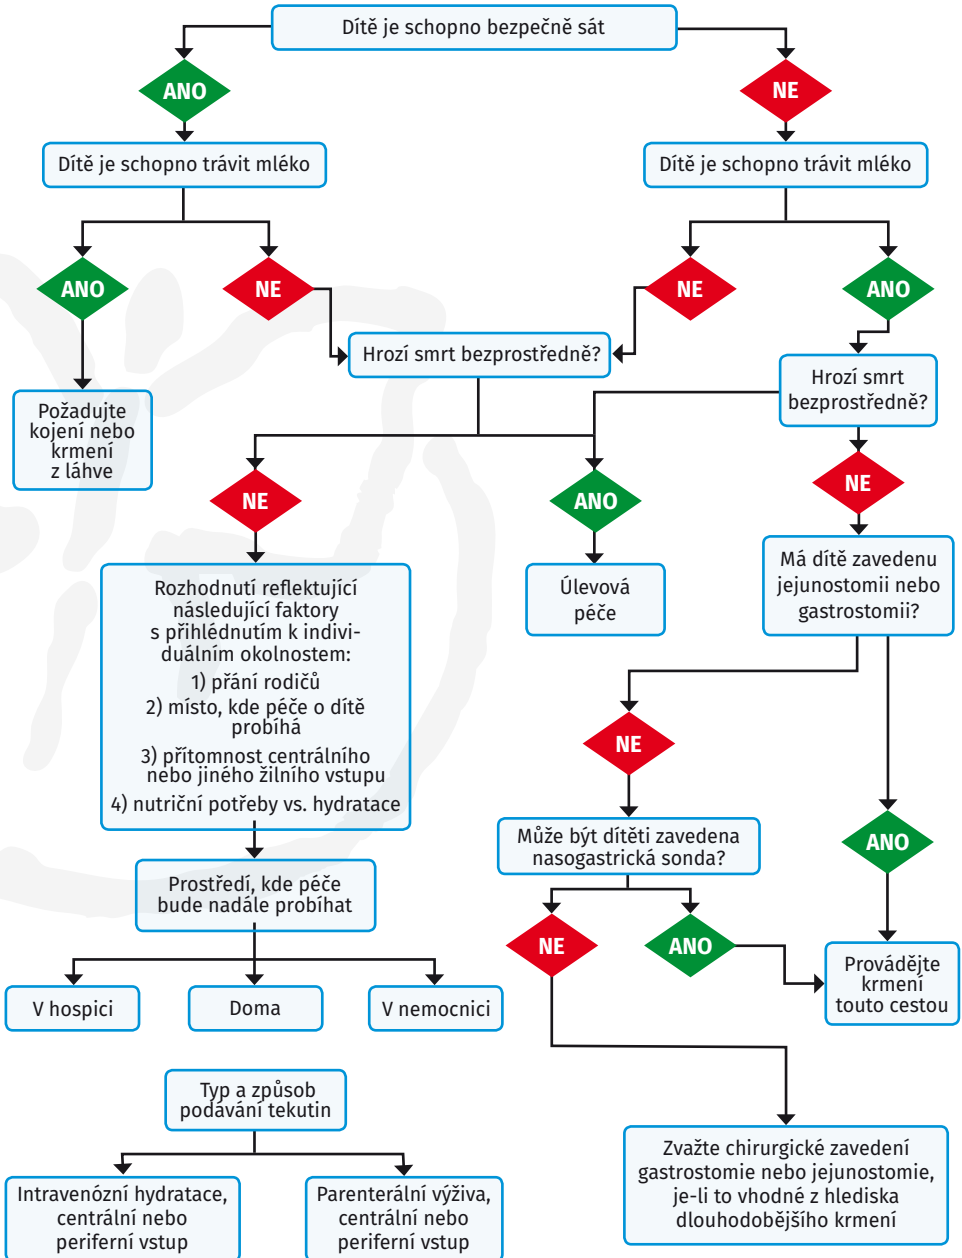 Dítě je schopno bezpečně sát
ANO
NE
Dítě je schopno trávit mléko
Dítě je schopno trávit mléko
ANO
NE
NE
ANO
Hrozí smrt bezprostředně?
Hrozí smrt
bezprostředně?
Požadujte
kojení nebo
krmení
z láhve
NE
ANO
NE
Rozhodnutí reflektující
následující faktory
s přihlédnutím k indivi-
duálním okolnostem:
1) přání rodičů
2) místo, kde péče o dítě
probíhá
3) přítomnost centrálního
nebo jiného žilního vstupu
4) nutriční potřeby vs. hydratace
Úlevová
péče
Má dítě zavedenu
jejunostomii nebo
gastrostomii?
NE
ANO
Může být dítěti zavedena
nasogastrická sonda?
Prostředí, kde péče
bude nadále probíhat
NE
ANO
Provádějte
krmení
touto cestou
V hospici
Doma
V nemocnici
Typ a způsob
podávání tekutin
Intravenózní hydratace,
centrální nebo
periferní vstup
Parenterální výživa,
centrální nebo
periferní vstup
Zvažte chirurgické zavedení
gastrostomie nebo jejunostomie,
je-li to vhodné z hlediska
dlouhodobějšího krmení